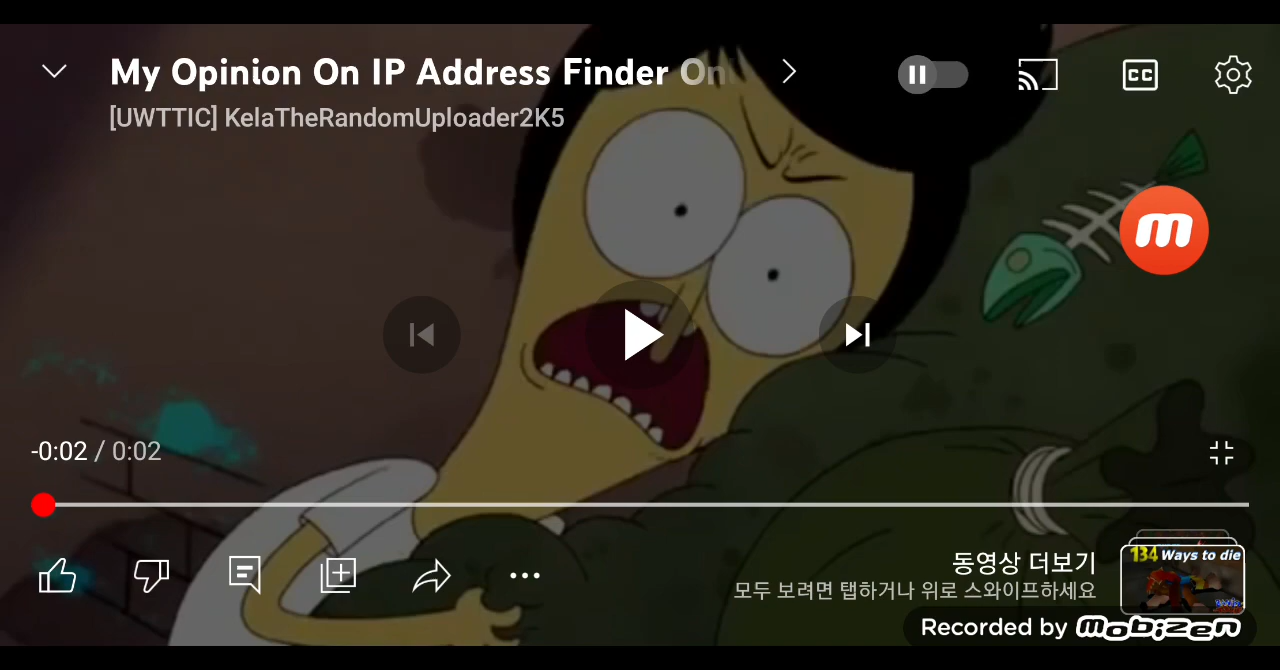 My Opinion On IP Address Finder On
[UWTTIC] KelaTheRandomUploader2K5
CC
m
-0:02 / 0:02
동영상 더보기
모두 보려면 탭하거나 위로 스와이프하세요
134 Ways to die
Recorded by Mobizen